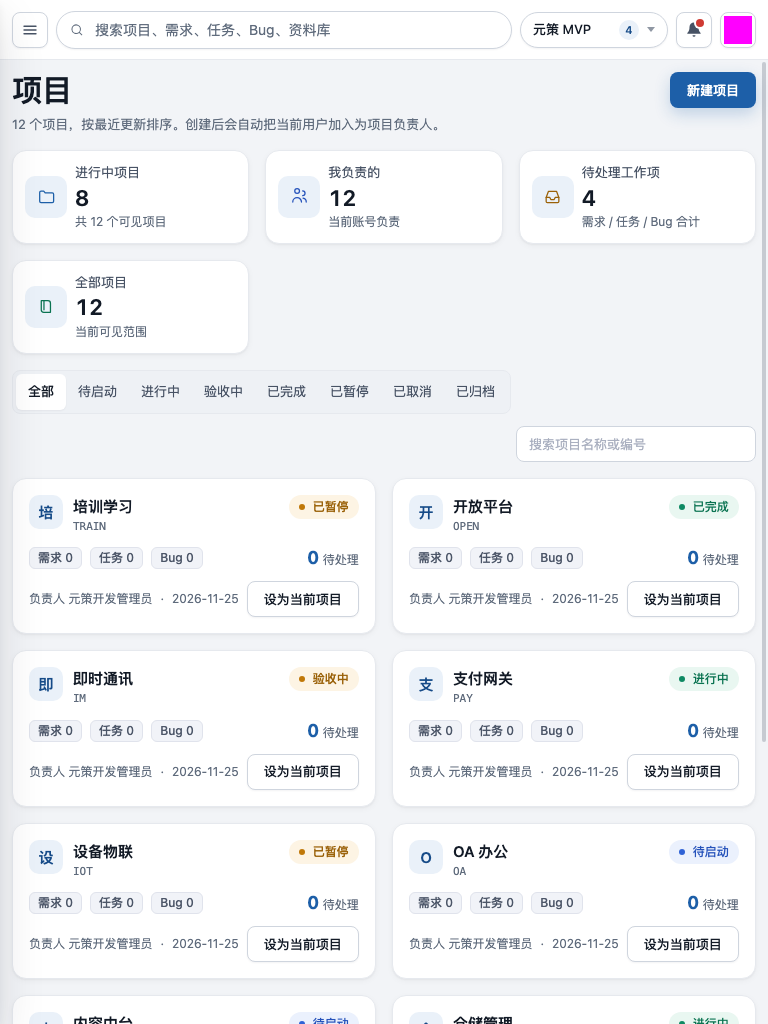 搜索项目、需求、任务、Bug、资料库
元策 MVP 4
项目
新建项目
12 个项目，按最近更新排序。创建后会自动把当前用户加入为项目负责人。
进行中项目
8
共 12 个可见项目
我负责的
12
当前账号负责
待处理工作项
4
需求 / 任务 / Bug 合计
全部项目
12
当前可见范围
全部 待启动 进行中 验收中 已完成 已暂停 已取消 已归档
搜索项目名称或编号
培 培训学习 已暂停
TRAIN
需求 0 任务 0 Bug 0 0 待处理
负责人 元策开发管理员 · 2026-11-25 设为当前项目
开 开放平台 已完成
OPEN
需求 0 任务 0 Bug 0 0 待处理
负责人 元策开发管理员 · 2026-11-25 设为当前项目
即 即时通讯 验收中
IM
需求 0 任务 0 Bug 0 0 待处理
负责人 元策开发管理员 · 2026-11-25 设为当前项目
支 支付网关 进行中
PAY
需求 0 任务 0 Bug 0 0 待处理
负责人 元策开发管理员 · 2026-11-25 设为当前项目
设 设备物联 已暂停
IOT
需求 0 任务 0 Bug 0 0 待处理
负责人 元策开发管理员 · 2026-11-25 设为当前项目
O OA 办公 待启动
OA
需求 0 任务 0 Bug 0 0 待处理
负责人 元策开发管理员 · 2026-11-25 设为当前项目
内容中台 待启动
仓储管理 进行中